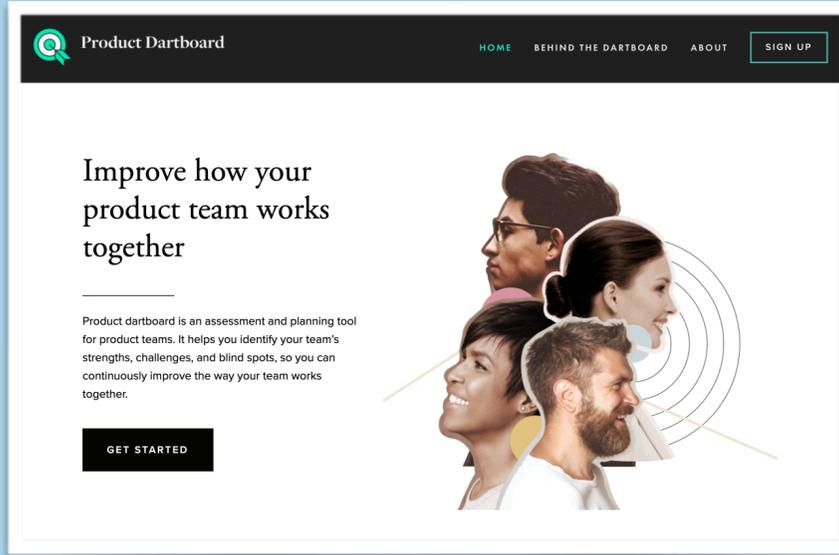 Product Dartboard
HOME BEHIND THE DARTBOARD ABOUT SIGN UP
Improve how your
product team works
together
Product dartboard is an assessment and planning tool
for product teams. It helps you identify your team's
strengths, challenges, and blind spots, so you can
continuously improve the way your team works
together.
GET STARTED